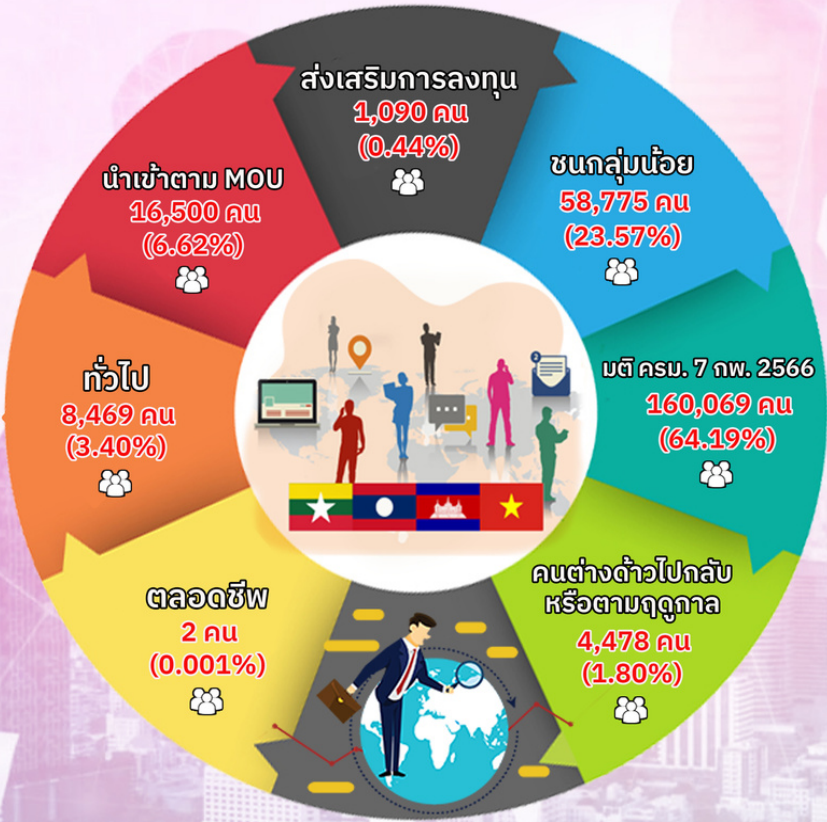 ส่งเสริมการลงทุน
1,090 คน
(0.44%)
ชนกลุ่มน้อย
58,775 คน
(23.57%)
มติ ครม. 7 กพ. 2566
160,069 คน
(64.19%)
คนต่างด้าวไปกลับ
หรือตามฤดูกาล
4,478 คน
(1.80%)
ตลอดชีพ
2 คน
(0.001%)
ทั่วไป
8,469 คน
(3.40%)
นำเข้าตาม MOU
16,500 คน
(6.62%)
2